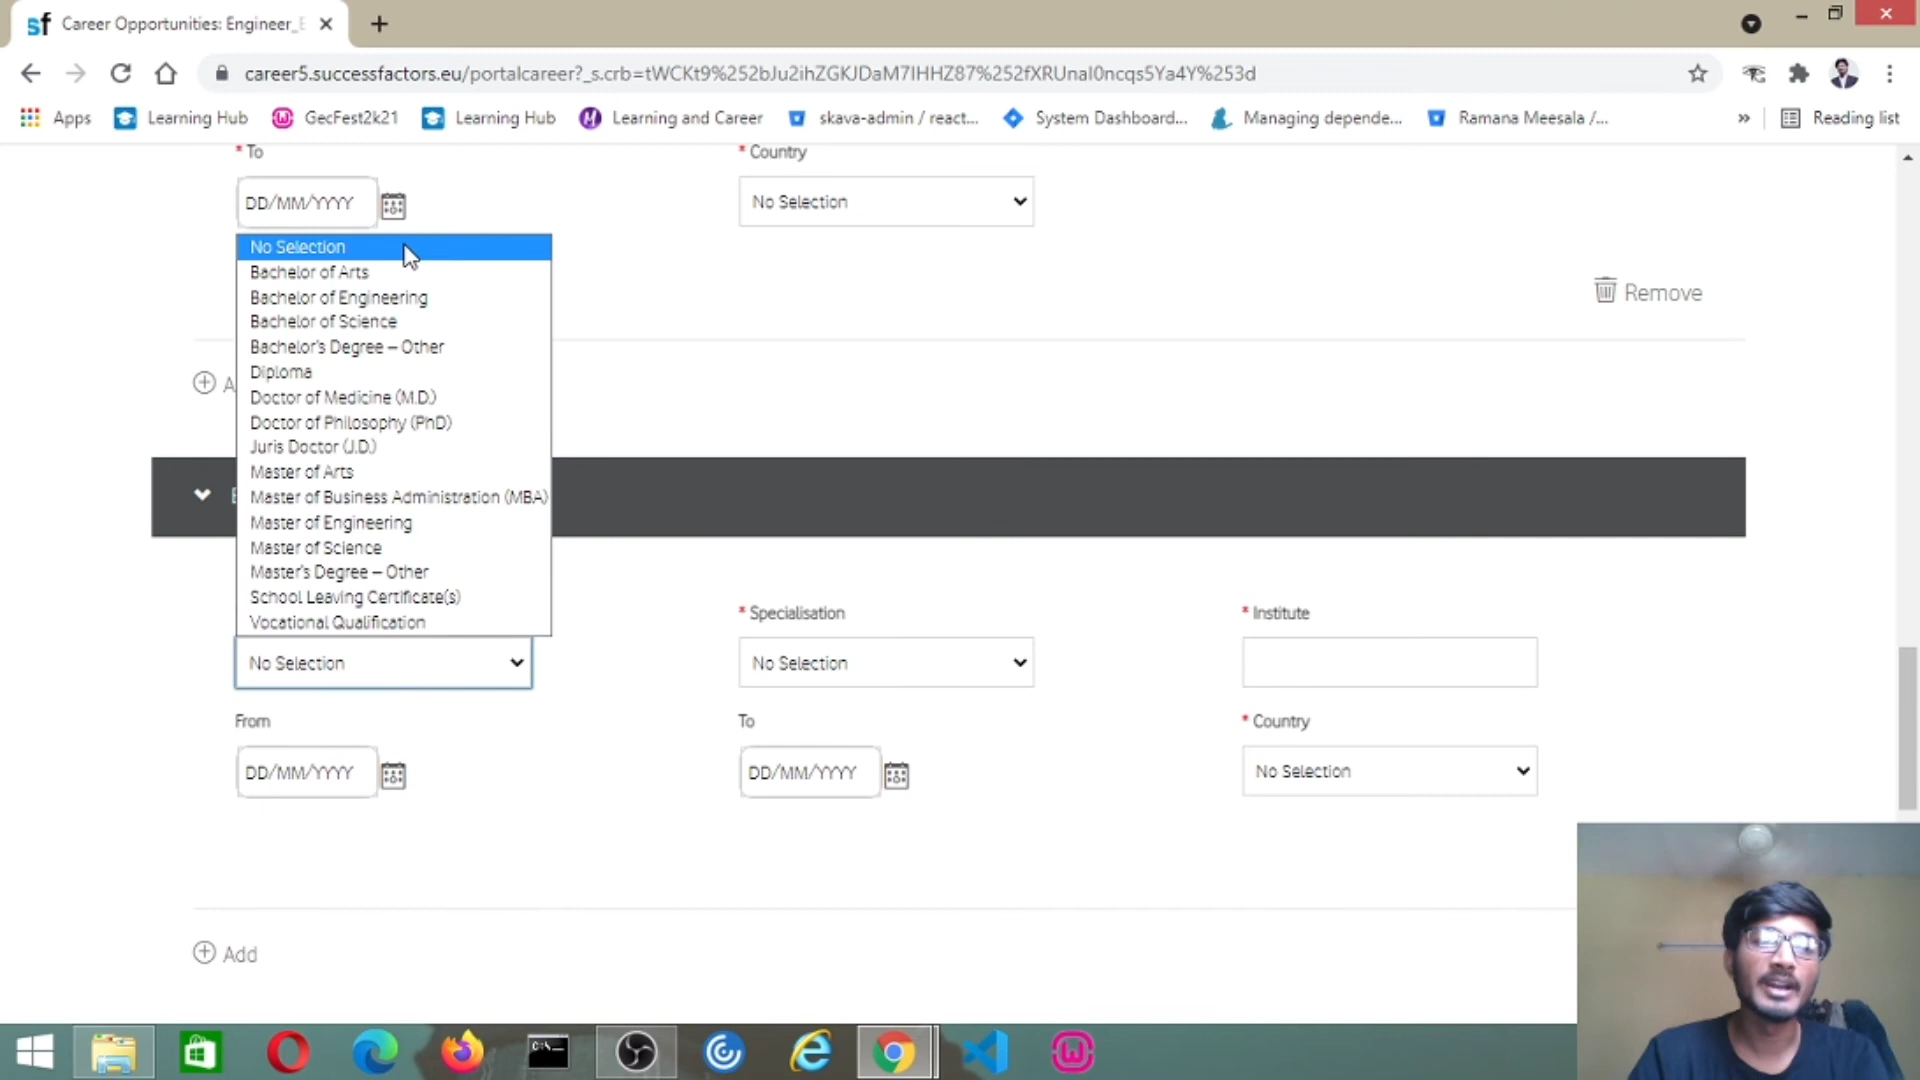 sf Career Opportunities: Engineer_E
career5.successfactors.eu/portalcareer?_s.crb=tWCKt9%252bJu2ihZGKJDaM7IHHZ87%252fXRUnaI0ncqs5Ya4Y%253d
Apps Learning Hub GecFest2k21 Learning Hub Learning and Career skava-admin / react... System Dashboard... Managing depende... Ramana Meesala /... » Reading list
* To * Country
DD/MM/YYYY No Selection
No Selection
Bachelor of Arts
Bachelor of Engineering
Remove
Bachelor of Science
Bachelor's Degree – Other
Diploma
A
Doctor of Medicine (M.D.)
Doctor of Philosophy (PhD)
Juris Doctor (J.D.)
Master of Arts
Master of Business Administration (MBA)
Master of Engineering
Master of Science
Master's Degree – Other
School Leaving Certificate(s)
Vocational Qualification
* Specialisation * Institute
No Selection No Selection
From To * Country
DD/MM/YYYY DD/MM/YYYY No Selection
Add